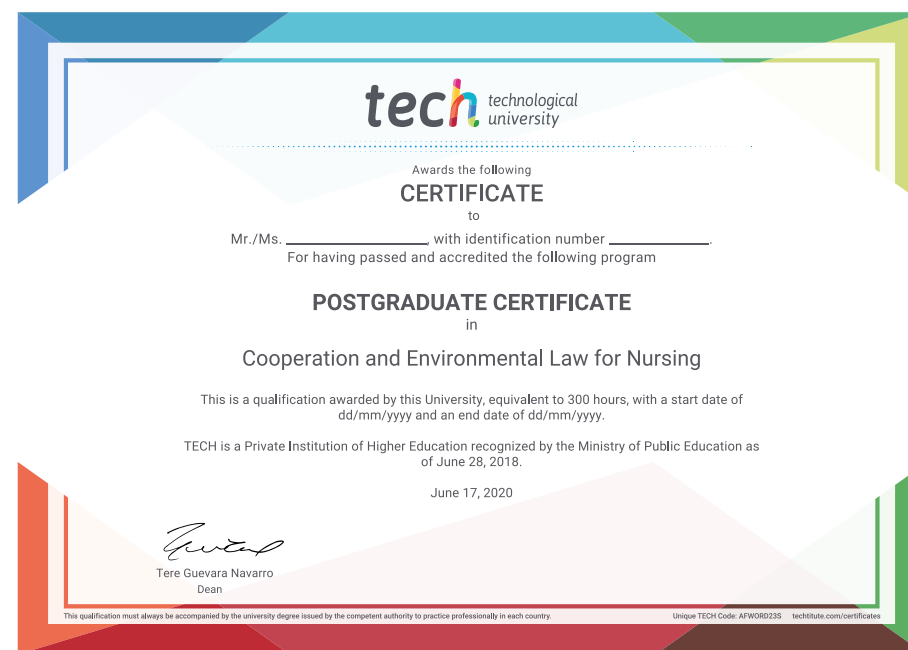 tech technological
university
Awards the following
CERTIFICATE
to
Mr./Ms. ____________, with identification number ____________.
For having passed and accredited the following program
POSTGRADUATE CERTIFICATE
in
Cooperation and Environmental Law for Nursing
This is a qualification awarded by this University, equivalent to 300 hours, with a start date of
dd/mm/yyyy and an end date of dd/mm/yyyy.
TECH is a Private Institution of Higher Education recognized by the Ministry of Public Education as
of June 28, 2018.
June 17, 2020
Tere Guevara Navarro
Dean
This qualification must always be accompanied by the university degree issued by the competent authority to practice professionally in each country. Unique TECH Code: AFWORD23S techtitute.com/certificates